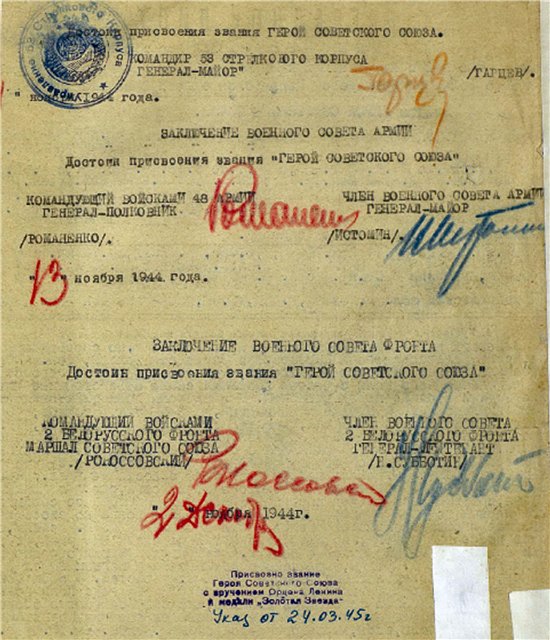 Достоин присвоения звания ГЕРОЙ СОВЕТСКОГО СОЮЗА.
КОМАНДИР 53 СТРЕЛКОВОГО КОРПУСА
ГЕНЕРАЛ-МАЙОР"
/ГАРЦЕВ/
" ноября 1944 года.
ЗАКЛЮЧЕНИЕ ВОЕННОГО СОВЕТА АРМИИ
Достоин присвоения звания "ГЕРОЙ СОВЕТСКОГО СОЮЗА"
КОМАНДУЮЩИЙ ВОЙСКАМИ 48 АРМИИ ЧЛЕН ВОЕННОГО СОВЕТА АРМИИ
ГЕНЕРАЛ-ПОЛКОВНИК ГЕНЕРАЛ-МАЙОР
Романенко
/РОМАНЕНКО/. /ИСТОМИН/.
"13" ноября 1944 года.
ЗАКЛЮЧЕНИЕ ВОЕННОГО СОВЕТА ФРОНТА
Достоин присвоения звания "ГЕРОЙ СОВЕТСКОГО СОЮЗА"
КОМАНДУЮЩИЙ ВОЙСКАМИ ЧЛЕН ВОЕННОГО СОВЕТА
2 БЕЛОРУССКОГО ФРОНТА 2 БЕЛОРУССКОГО ФРОНТА
МАРШАЛ СОВЕТСКОГО СОЮЗА ГЕНЕРАЛ-ЛЕЙТЕНАНТ
/РОКОССОВСКИЙ/ /Н.СУББОТИН/
Рокоссовский
" " ноября 1944г.
2 Декабря
Присвоено звание
Героя Советского Союза
с вручением Ордена Ленина
и медали „Золотая Звезда"
Указ от 24.03.45г